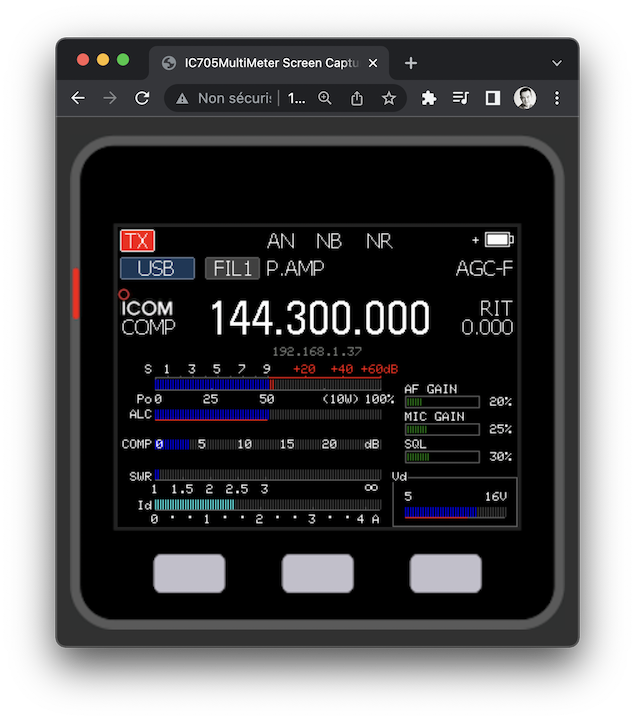 IC705MultiMeter Screen Captu
Non sécuris 1...
TX AN NB NR +
USB FIL1 P.AMP AGC-F
ICOM 144.300.000 RIT
COMP 0.000
192.168.1.37
S 1 3 5 7 9 +20 +40 +60dB
Po 0 25 50 (10W) 100%
ALC
COMP 0 5 10 15 20 dB
SWR
1 1.5 2 2.5 3 ∞
Id
0 1 2 3 4 A
AF GAIN
20%
MIC GAIN
25%
SQL
30%
Vd
5 16V